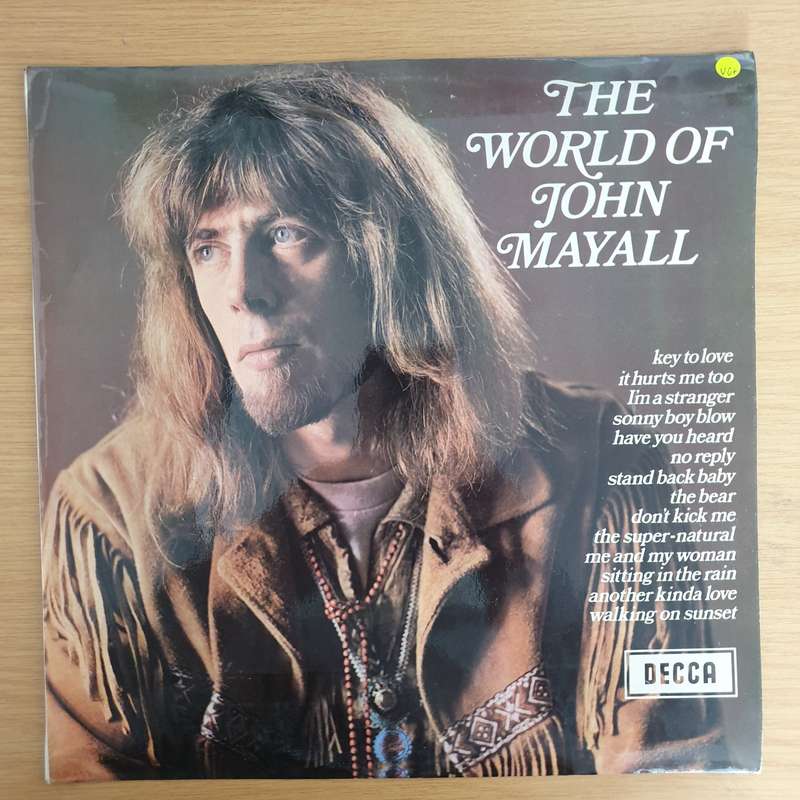 VG+
THE
WORLD OF
JOHN
MAYALL
key to love
it hurts me too
I'm a stranger
sonny boy blow
have you heard
no reply
stand back baby
the bear
don't kick me
the super-natural
me and my woman
sitting in the rain
another kinda love
walking on sunset
DECCA